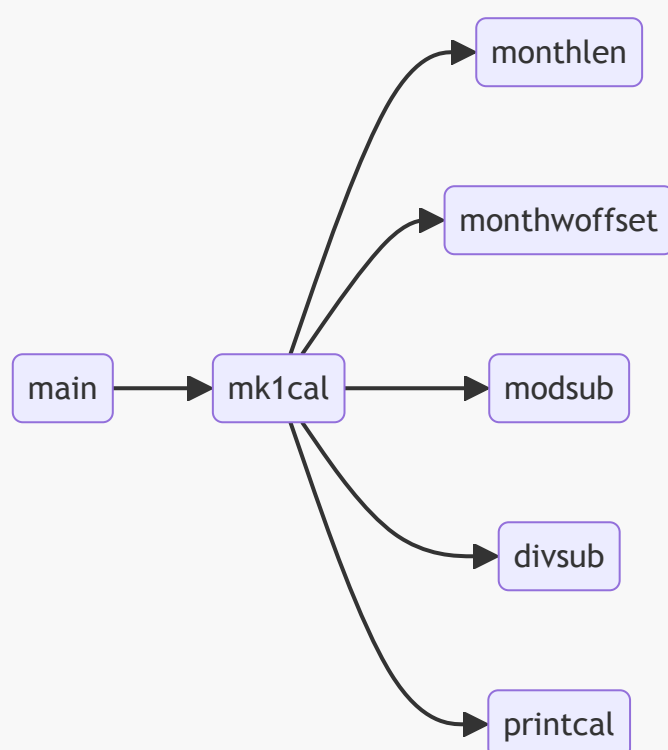 monthlen
monthwoffset
main
mk1cal
modsub
divsub
printcal